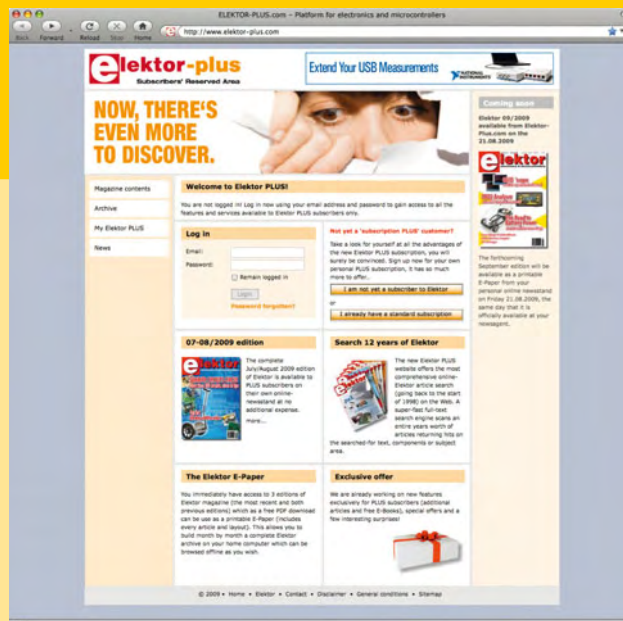 ELEKTOR-PLUS.com – Platform for electronics and microcontrollers
Back Forward Reload Stop Home
http://www.elektor-plus.com
elektor-plus
Subscribers' Reserved Area
Extend Your USB Measurements
NATIONAL INSTRUMENTS
NOW, THERE'S
EVEN MORE
TO DISCOVER.
Magazine contents
Archive
My Elektor PLUS
News
Welcome to Elektor PLUS!
You are not logged in! Log in now using your email address and password to gain access to all the
features and services available to Elektor PLUS subscribers only.
Log in
Email:
Password:
Remain logged in
Login
Password forgotten?
Not yet a 'subscription PLUS' customer?
Take a look for yourself at all the advantages of
the new Elektor PLUS subscription, you will
surely be convinced. Sign up now for your own
personal PLUS subscription, it has so much
more to offer..
I am not yet a subscriber to Elektor
or
I already have a standard subscription
07-08/2009 edition
elektor
The complete
July/August 2009 edition
of Elektor is available to
PLUS subscribers on
their own online-
newsstand at no
additional expense.
more...
Search 12 years of Elektor
The new Elektor PLUS
website offers the most
comprehensive online-
Elektor article search
(going back to the start
of 1998) on the Web. A
super-fast full-text
search engine scans an
entire years worth of
articles returning hits on
the searched-for text, components or subject
area.
The Elektor E-Paper
You immediately have access to 3 editions of
Elektor magazine (the most recent and both
previous editions) which as a free PDF download
can be use as a printable E-Paper (includes
every article and layout). This allows you to
build month by month a complete Elektor
archive on your home computer which can be
browsed offline as you wish.
Exclusive offer
We are already working on new features
exclusively for PLUS subscribers (additional
articles and free E-Books), special offers and a
few interesting surprises!
Coming soon
Elektor 09/2009
available from Elektor-
Plus.com on the
21.08.2009
elektor
The forthcoming
September edition will be
available as a printable
E-Paper from your
personal online newsstand
on Friday 21.08.2009, the
same day that it is
officially available at your
newsagent.
© 2009 • Home • Elektor • Contact • Disclaimer • General conditions • Sitemap